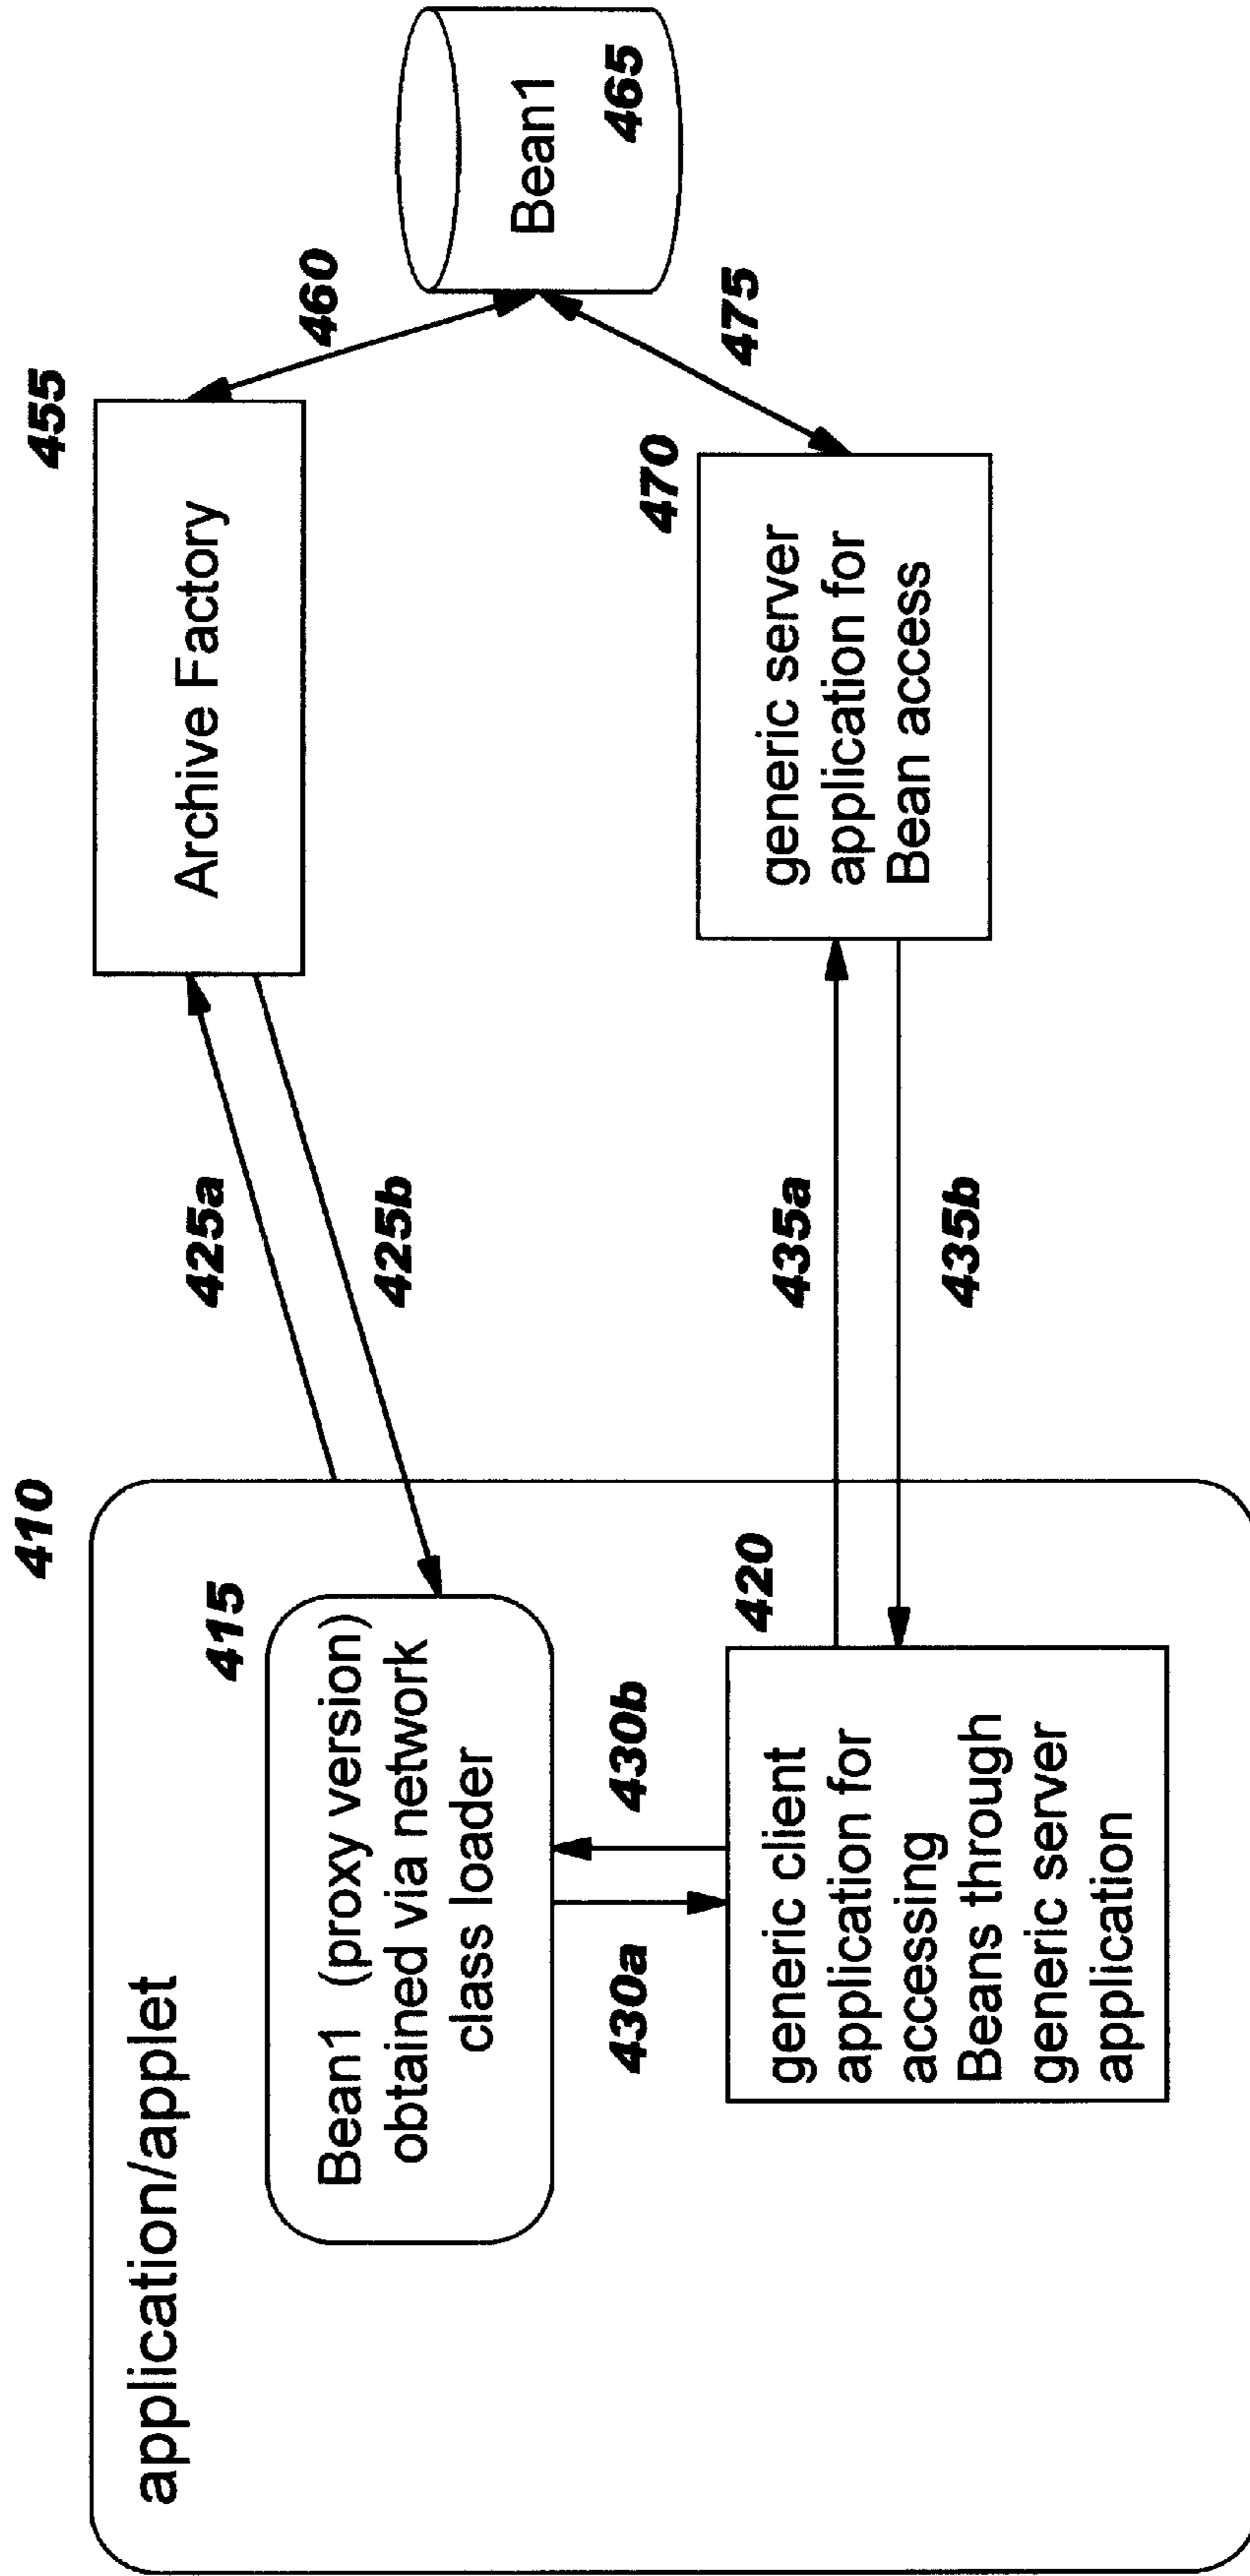 410
application/applet
415
Bean1 (proxy version)
obtained via network
class loader
430a
430b
420
generic client
application for
accessing
Beans through
generic server
application
425a
425b
435a
435b
455
Archive Factory
460
470
generic server
application for
Bean access
475
Bean1
465